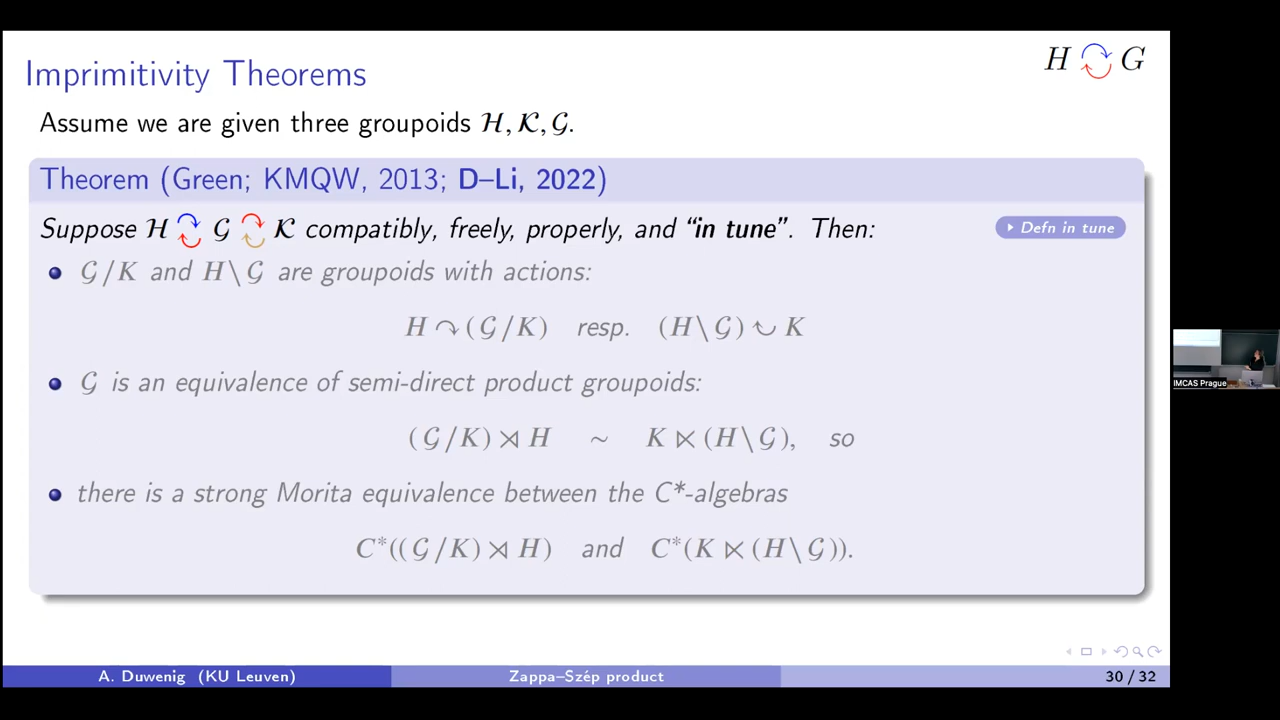 Imprimitivity Theorems
H G
Assume we are given three groupoids ℋ, 𝒦, 𝒢.
Theorem (Green; KMQW, 2013; D–Li, 2022)
Suppose ℋ 𝒢 𝒦 compatibly, freely, properly, and “in tune”. Then:
Defn in tune
𝒢/K and H\𝒢 are groupoids with actions:
H ↷ (𝒢/K) resp. (H\𝒢) ↻ K
𝒢 is an equivalence of semi-direct product groupoids:
(𝒢/K) ⋊ H ∼ K ⋉ (H\𝒢), so
there is a strong Morita equivalence between the C*-algebras
C*((𝒢/K) ⋊ H) and C*(K ⋉ (H\𝒢)).
IMCAS Prague
A. Duwenig (KU Leuven)
Zappa–Szép product
30 / 32